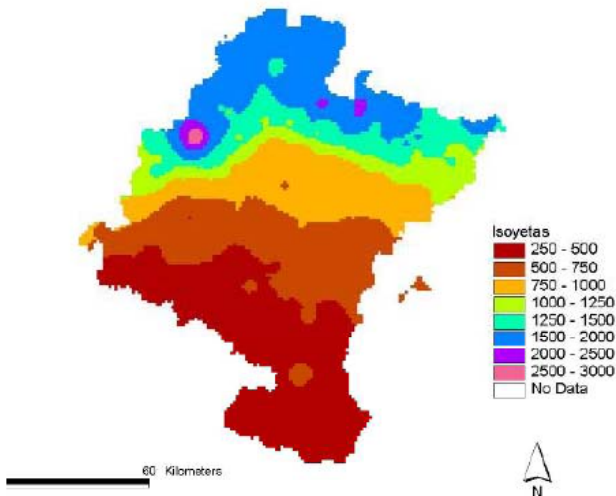 Isoyetas
250 - 500
500 - 750
750 - 1000
1000 - 1250
1250 - 1500
1500 - 2000
2000 - 2500
2500 - 3000
No Data
60 Kilometers
N